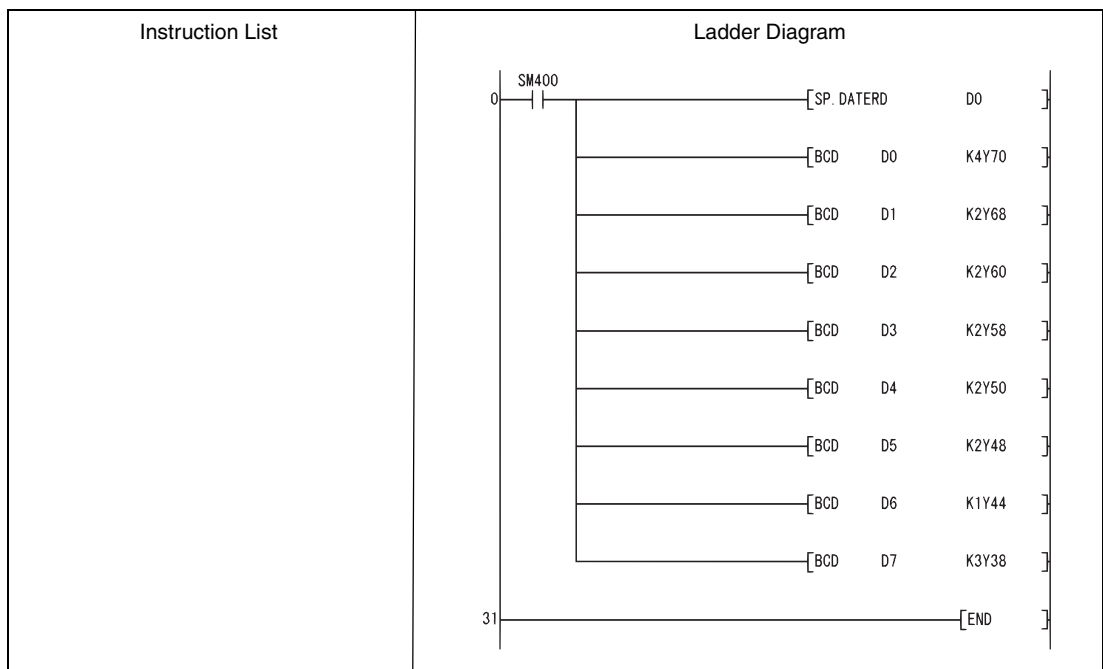 Instruction List
Ladder Diagram
SM400
0 [SP. DATERD D0 ]
[BCD D0 K4Y70 ]
[BCD D1 K2Y68 ]
[BCD D2 K2Y60 ]
[BCD D3 K2Y58 ]
[BCD D4 K2Y50 ]
[BCD D5 K2Y48 ]
[BCD D6 K1Y44 ]
[BCD D7 K3Y38 ]
31 [END ]